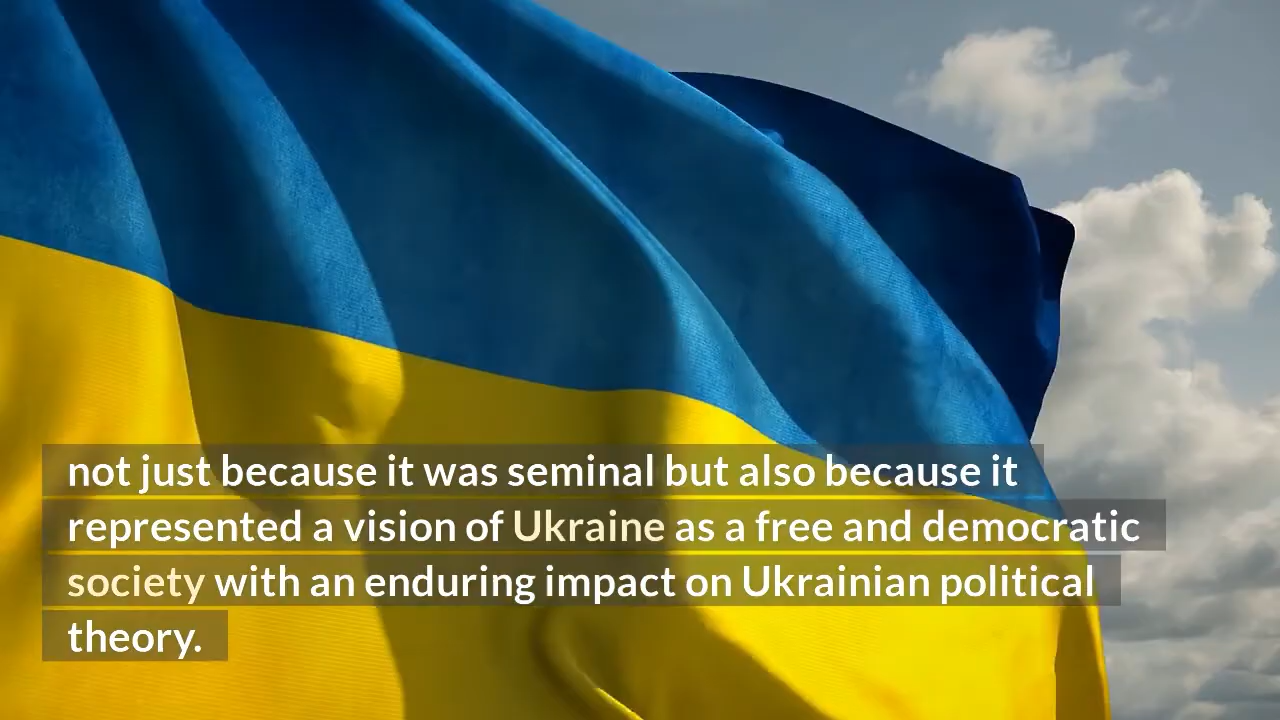 not just because it was seminal but also because it
represented a vision of Ukraine as a free and democratic
society with an enduring impact on Ukrainian political
theory.